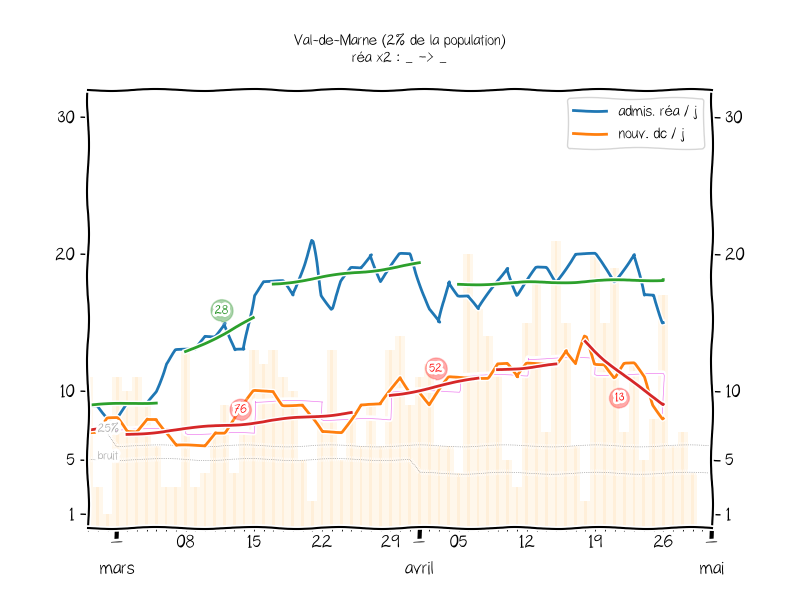 Val-de-Marne (2% de la population)
réa x2 : _ -> _
admis. réa / j
nouv. dc / j
30
30
20
20
10
10
5
5
1
1
28
76
52
13
25%
bruit
08
15
22
29
05
12
19
26
mars
avril
mai